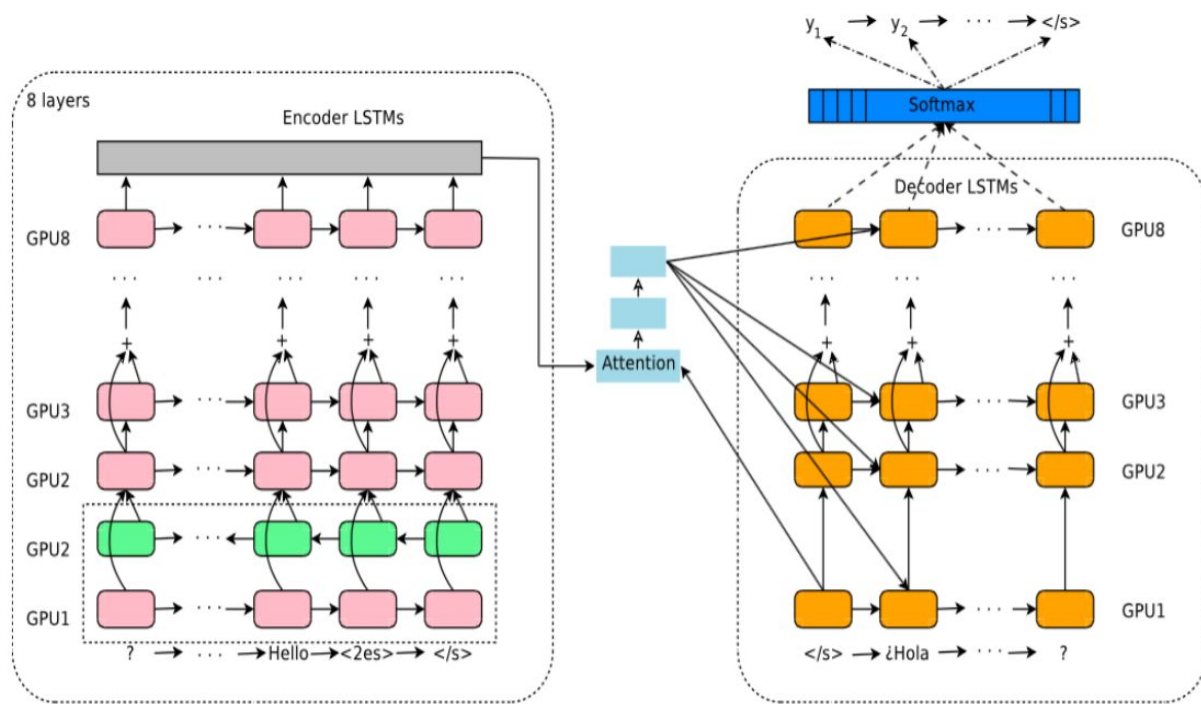 y1 y2 ··· </s>
Softmax
8 layers
Encoder LSTMs
GPU8
··· 
··· ··· ··· ··· ···
+ + + +
GPU3 ···
GPU2 ···
GPU2 ···
GPU1 ···
? ··· Hello <2es> </s>
Attention
Decoder LSTMs
··· GPU8
··· ··· ··· ···
+ + +
··· GPU3
··· GPU2
··· GPU1
</s> ¿Hola ··· ?